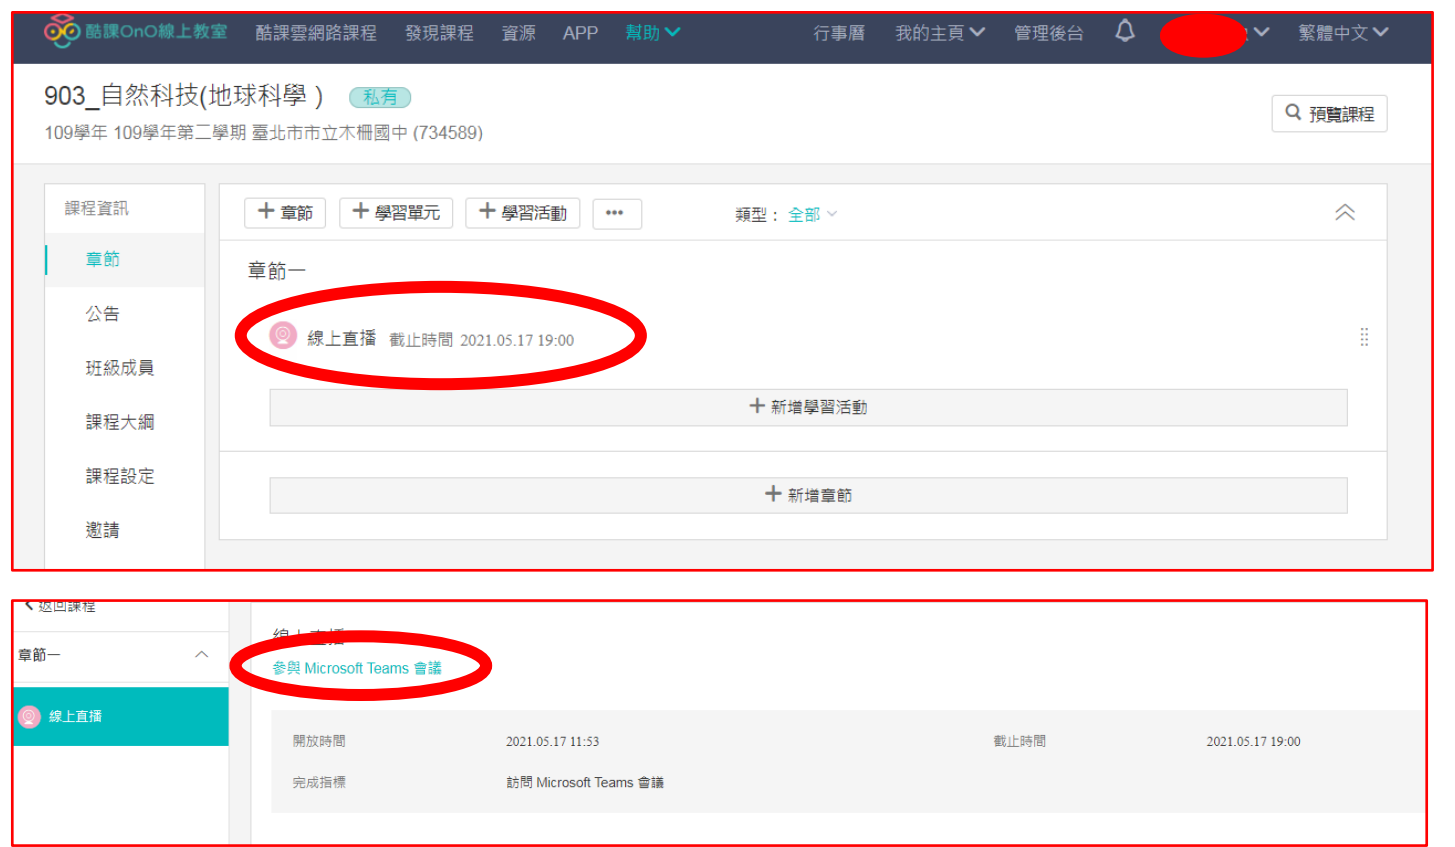 酷課OnO線上教室 酷課雲網路課程 發現課程 資源 APP 幫助 行事曆 我的主頁 管理後台 繁體中文
903_自然科技(地球科學 ) 私有
預覽課程
109學年 109學年第二學期 臺北市市立木柵國中 (734589)
課程資訊
章節
公告
班級成員
課程大綱
課程設定
邀請
章節 學習單元 學習活動 ••• 類型： 全部
章節一
線上直播 截止時間 2021.05.17 19:00
新增學習活動
新增章節
返回課程
章節一
線上直播
線上直播
參與 Microsoft Teams 會議
開放時間 2021.05.17 11:53 截止時間 2021.05.17 19:00
完成指標 訪問 Microsoft Teams 會議